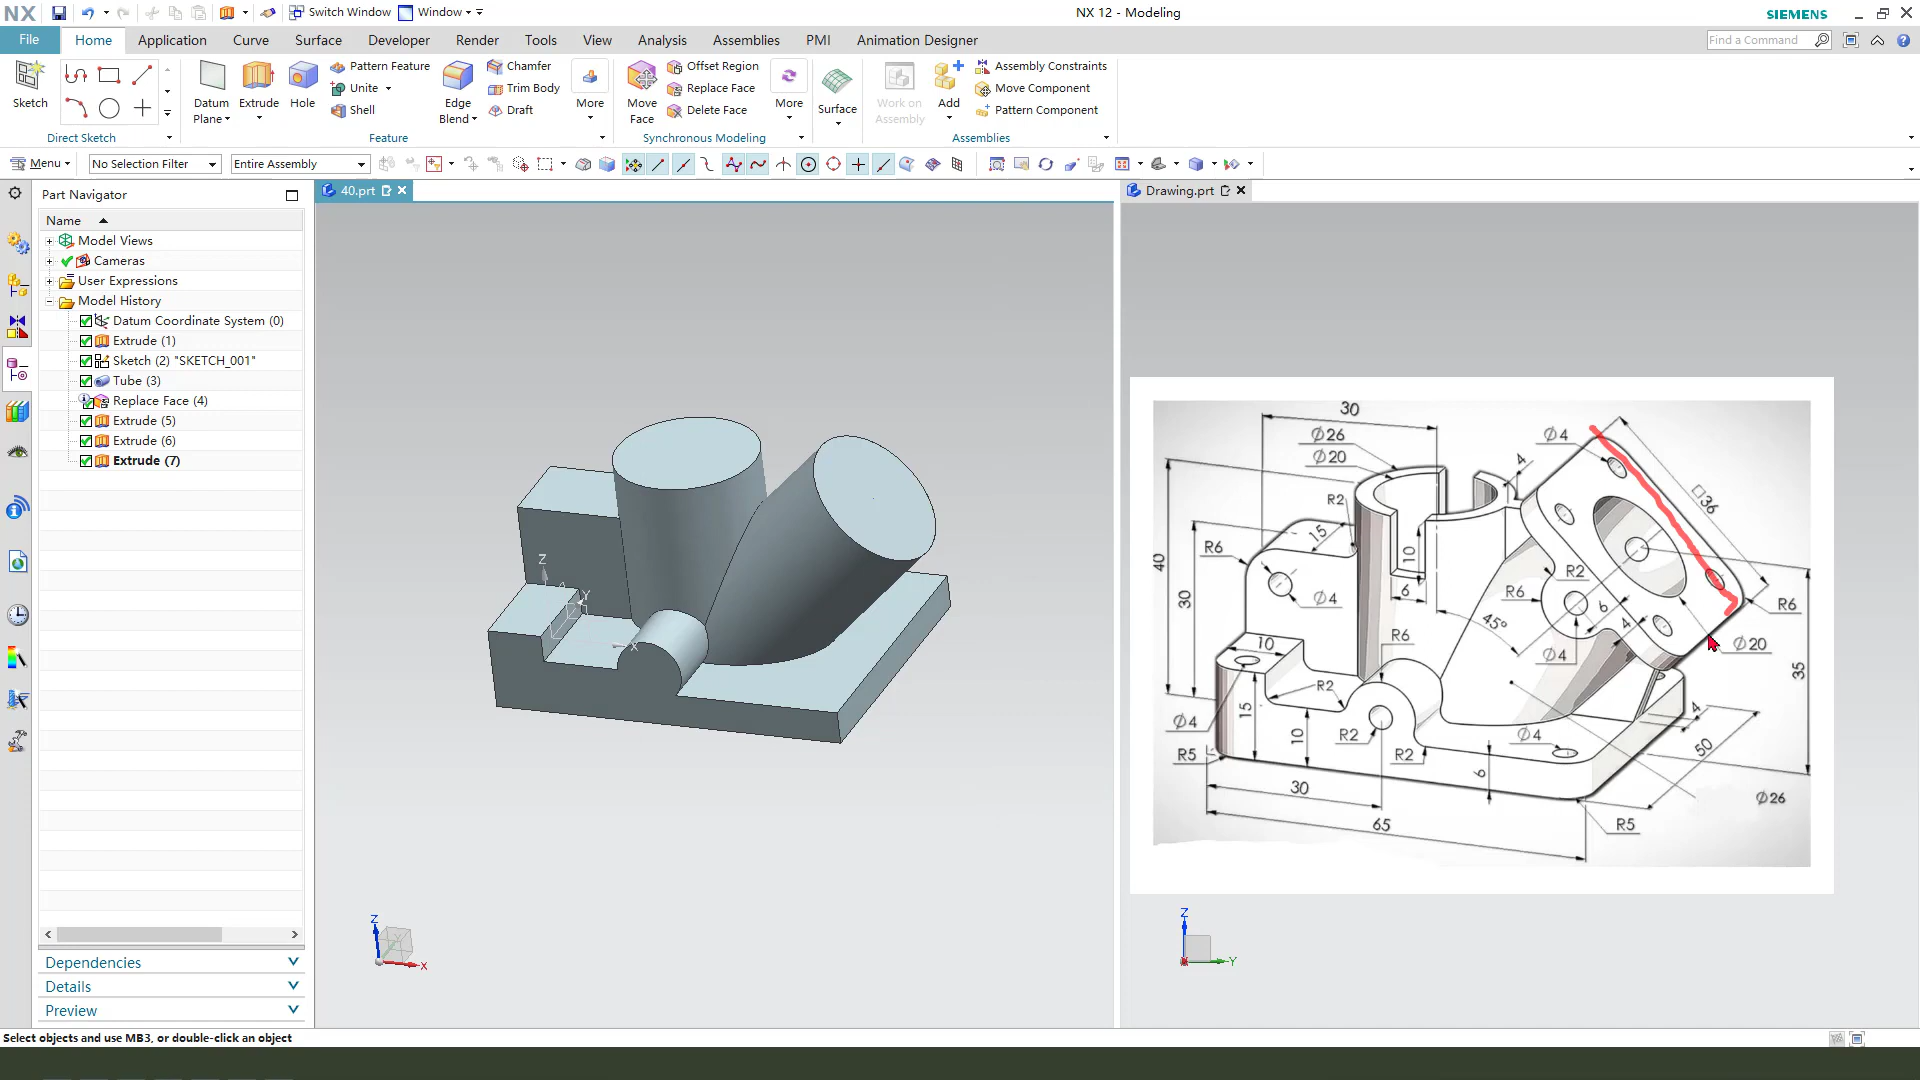 NX
Switch Window
Window
NX 12 - Modeling
SIEMENS
File
Home
Application
Curve
Surface
Developer
Render
Tools
View
Analysis
Assemblies
PMI
Animation Designer
Find a Command
Sketch
Direct Sketch
Datum
Plane
Extrude
Hole
Pattern Feature
Unite
Shell
Edge
Blend
Chamfer
Trim Body
Draft
More
Feature
Move
Face
Offset Region
Replace Face
Delete Face
More
Synchronous Modeling
Surface
Work on
Assembly
Add
Assembly Constraints
Move Component
Pattern Component
Assemblies
Menu
No Selection Filter
Entire Assembly
Part Navigator
40.prt
Drawing.prt
Name
Model Views
Cameras
User Expressions
Model History
Datum Coordinate System (0)
Extrude (1)
Sketch (2) "SKETCH_001"
Tube (3)
Replace Face (4)
Extrude (5)
Extrude (6)
Extrude (7)
Dependencies
Details
Preview
Z
Y
X
Z
X
30
Ø26
Ø20
Ø4
4
□36
R2
15
R6
40
30
10
6
Ø4
R2
R6
6
4
45°
R6
Ø4
R6
Ø20
35
10
R2
Ø4
15
10
R2
R2
R5
Ø4
6
4
50
30
65
Ø26
R5
Z
Y
Select objects and use MB3, or double-click an object